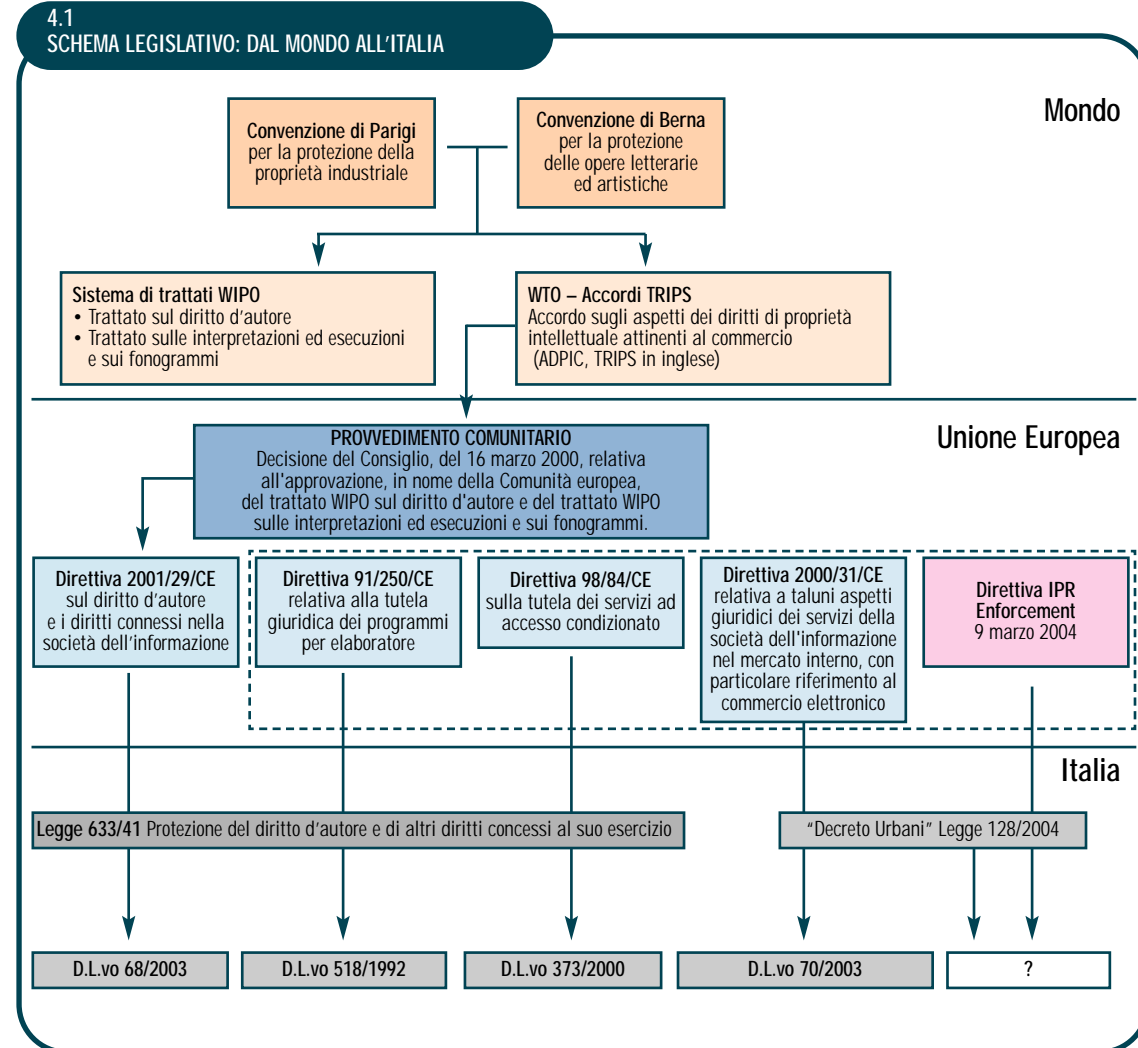 4.1
SCHEMA LEGISLATIVO: DAL MONDO ALL'ITALIA
Mondo
Convenzione di Parigi
per la protezione della
proprietà industriale
Convenzione di Berna
per la protezione
delle opere letterarie
ed artistiche
Sistema di trattati WIPO
• Trattato sul diritto d'autore
• Trattato sulle interpretazioni ed esecuzioni
e sui fonogrammi
WTO – Accordi TRIPS
Accordo sugli aspetti dei diritti di proprietà
intellettuale attinenti al commercio
(ADPIC, TRIPS in inglese)
Unione Europea
PROVVEDIMENTO COMUNITARIO
Decisione del Consiglio, del 16 marzo 2000, relativa
all'approvazione, in nome della Comunità europea,
del trattato WIPO sul diritto d'autore e del trattato WIPO
sulle interpretazioni ed esecuzioni e sui fonogrammi.
Direttiva 2001/29/CE
sul diritto d'autore
e i diritti connessi nella
società dell'informazione
Direttiva 91/250/CE
relativa alla tutela
giuridica dei programmi
per elaboratore
Direttiva 98/84/CE
sulla tutela dei servizi ad
accesso condizionato
Direttiva 2000/31/CE
relativa a taluni aspetti
giuridici dei servizi della
società dell'informazione
nel mercato interno, con
particolare riferimento al
commercio elettronico
Direttiva IPR
Enforcement
9 marzo 2004
Italia
Legge 633/41 Protezione del diritto d'autore e di altri diritti concessi al suo esercizio
"Decreto Urbani" Legge 128/2004
D.L.vo 68/2003
D.L.vo 518/1992
D.L.vo 373/2000
D.L.vo 70/2003
?